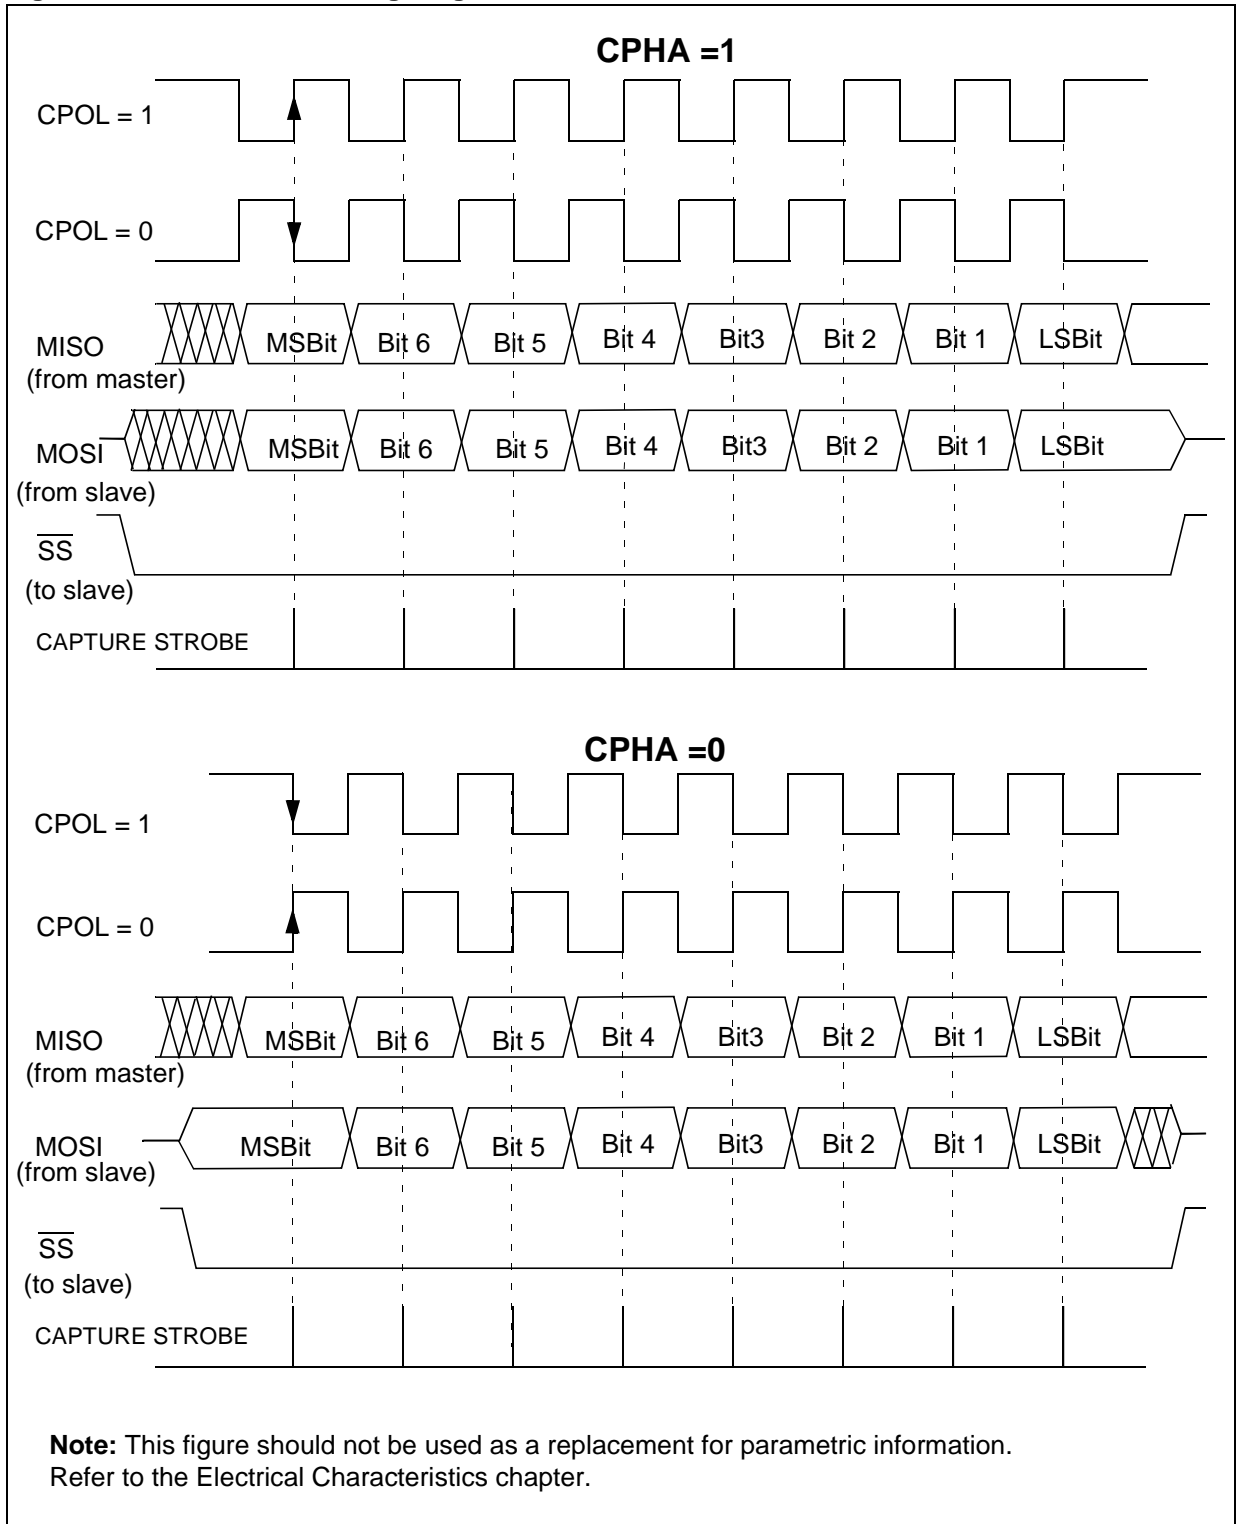 CPHA =1
CPOL = 1
CPOL = 0
MISO
(from master)
MSBit Bit 6 Bit 5 Bit 4 Bit3 Bit 2 Bit 1 LSBit
MOSI
(from slave)
MSBit Bit 6 Bit 5 Bit 4 Bit3 Bit 2 Bit 1 LSBit
SS
(to slave)
CAPTURE STROBE
CPHA =0
CPOL = 1
CPOL = 0
MISO
(from master)
MSBit Bit 6 Bit 5 Bit 4 Bit3 Bit 2 Bit 1 LSBit
MOSI
(from slave)
MSBit Bit 6 Bit 5 Bit 4 Bit3 Bit 2 Bit 1 LSBit
SS
(to slave)
CAPTURE STROBE
Note: This figure should not be used as a replacement for parametric information.
Refer to the Electrical Characteristics chapter.